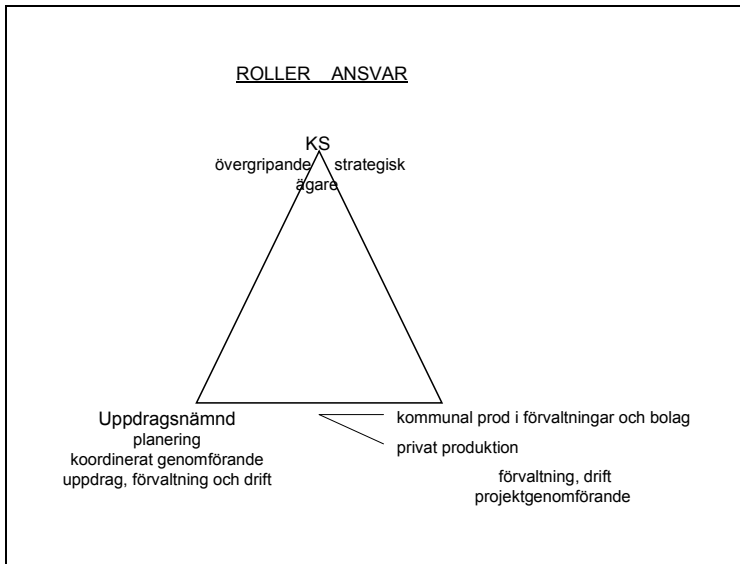 ROLLER ANSVAR
KS
övergripande strategisk
ägare
Uppdragsnämnd
planering
koordinerat genomförande
uppdrag, förvaltning och drift
kommunal prod i förvaltningar och bolag
privat produktion
förvaltning, drift
projektgenomförande